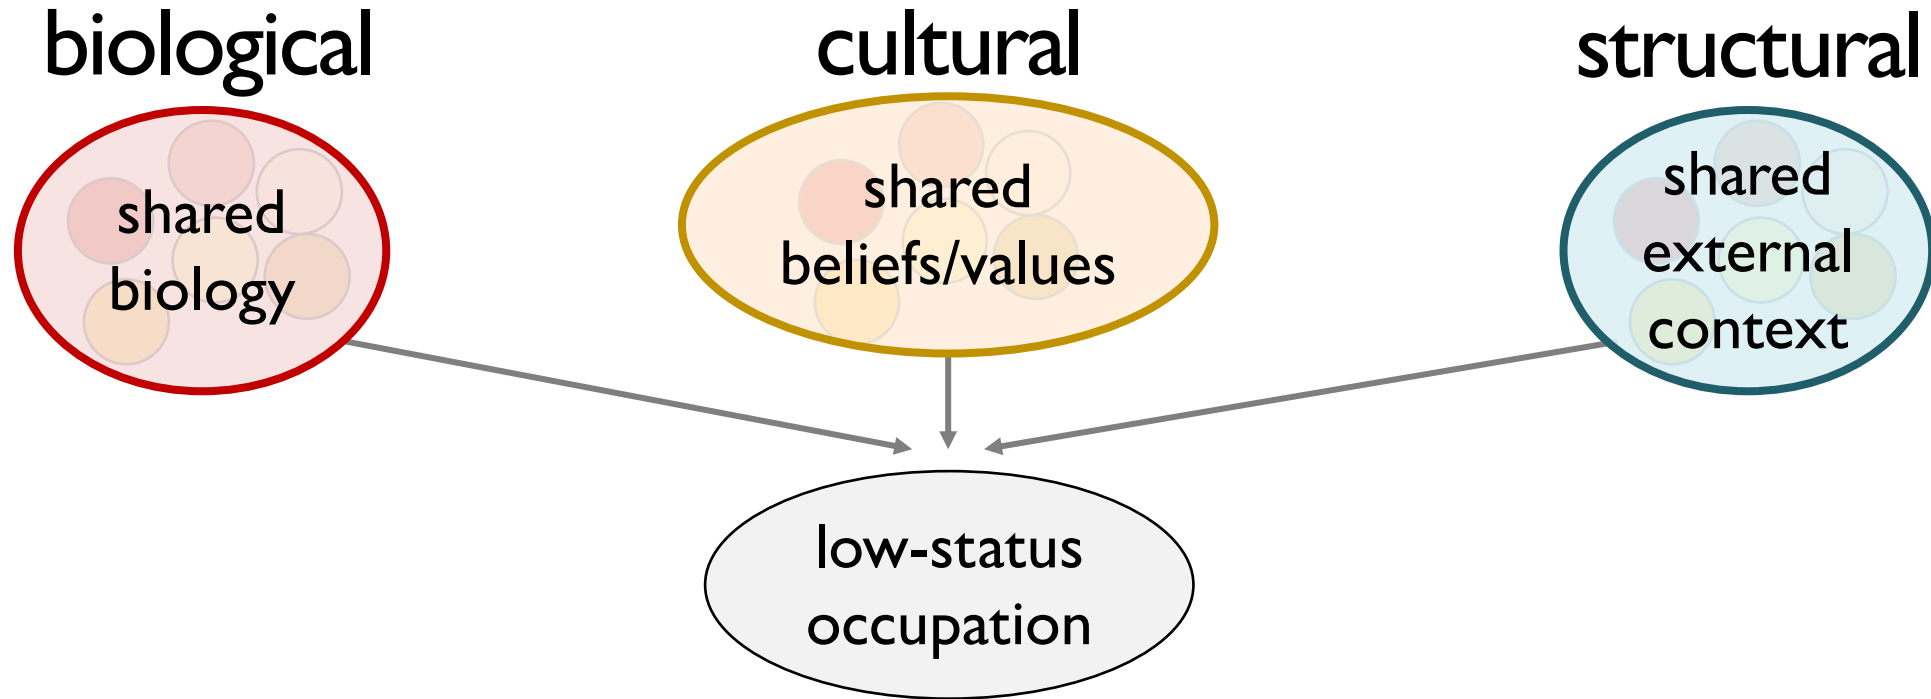 biological
cultural
structural
shared
biology
shared
beliefs/values
shared
external
context
low-status
occupation